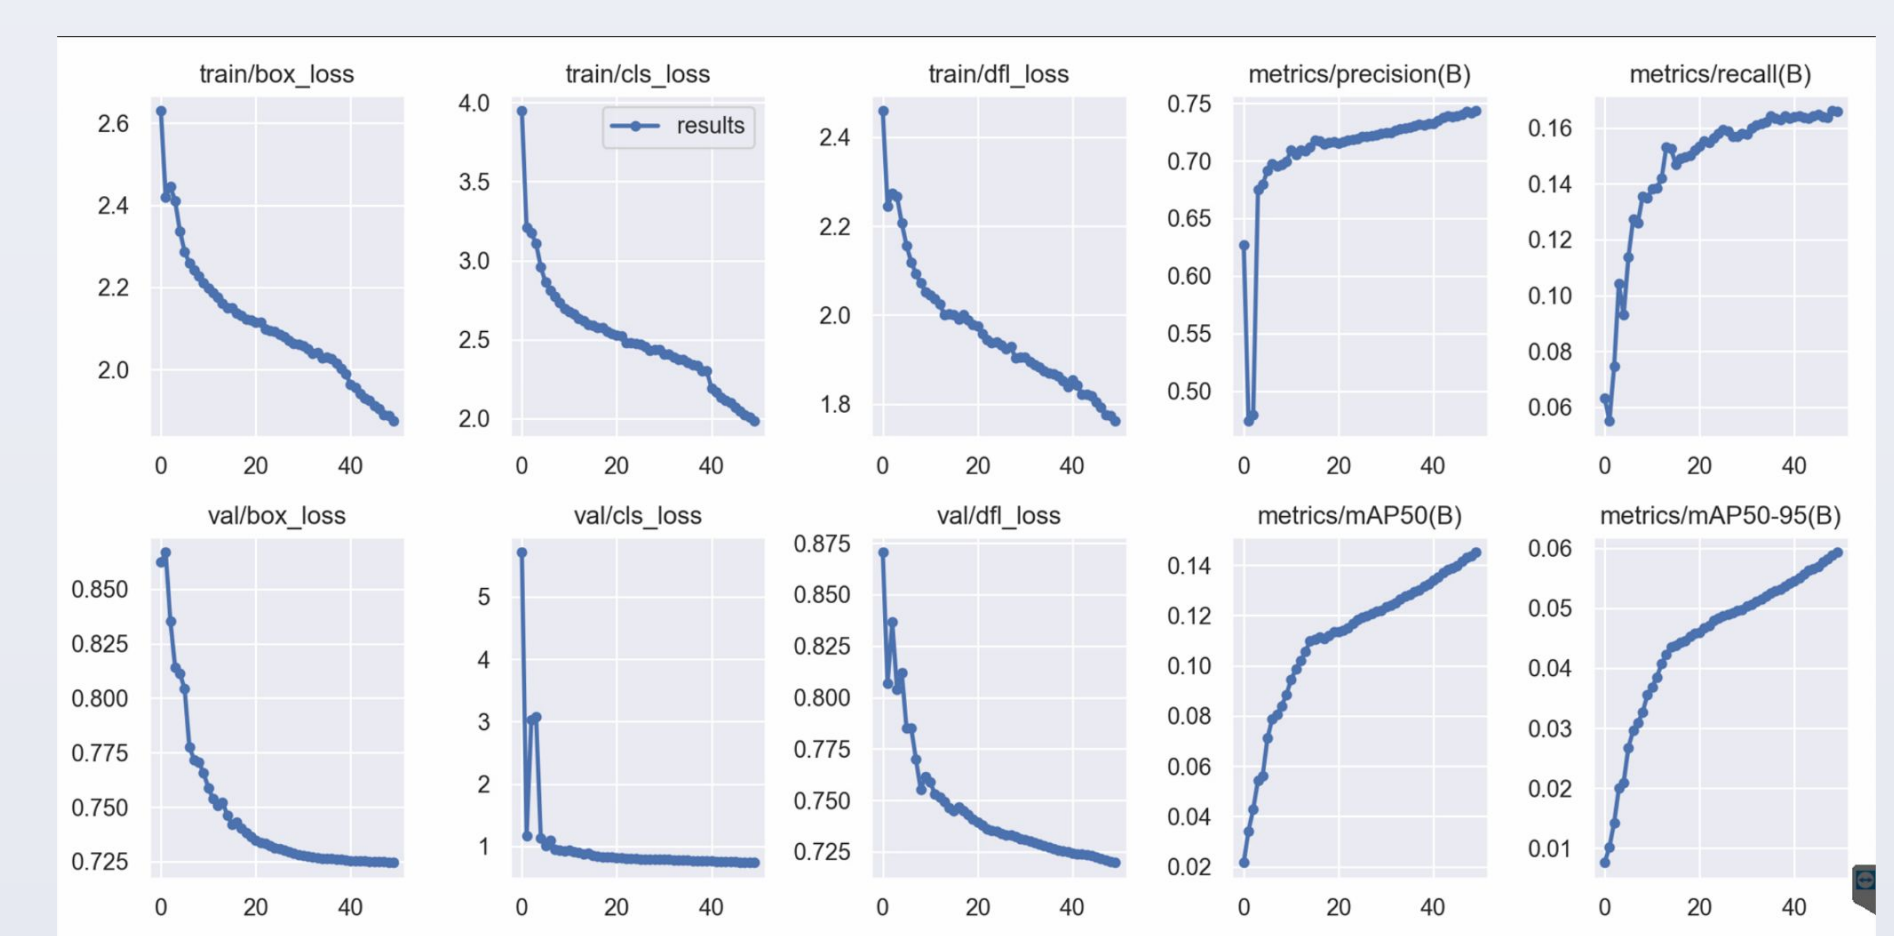 train/box_loss
train/cls_loss
train/dfl_loss
metrics/precision(B)
metrics/recall(B)
2.6
2.4
2.2
2.0
0 20 40
results
4.0
3.5
3.0
2.5
2.0
0 20 40
2.4
2.2
2.0
1.8
0 20 40
0.75
0.70
0.65
0.60
0.55
0.50
0 20 40
0.16
0.14
0.12
0.10
0.08
0.06
0 20 40
val/box_loss
val/cls_loss
val/dfl_loss
metrics/mAP50(B)
metrics/mAP50-95(B)
0.850
0.825
0.800
0.775
0.750
0.725
0 20 40
5
4
3
2
1
0 20 40
0.875
0.850
0.825
0.800
0.775
0.750
0.725
0 20 40
0.14
0.12
0.10
0.08
0.06
0.04
0.02
0 20 40
0.06
0.05
0.04
0.03
0.02
0.01
0 20 40